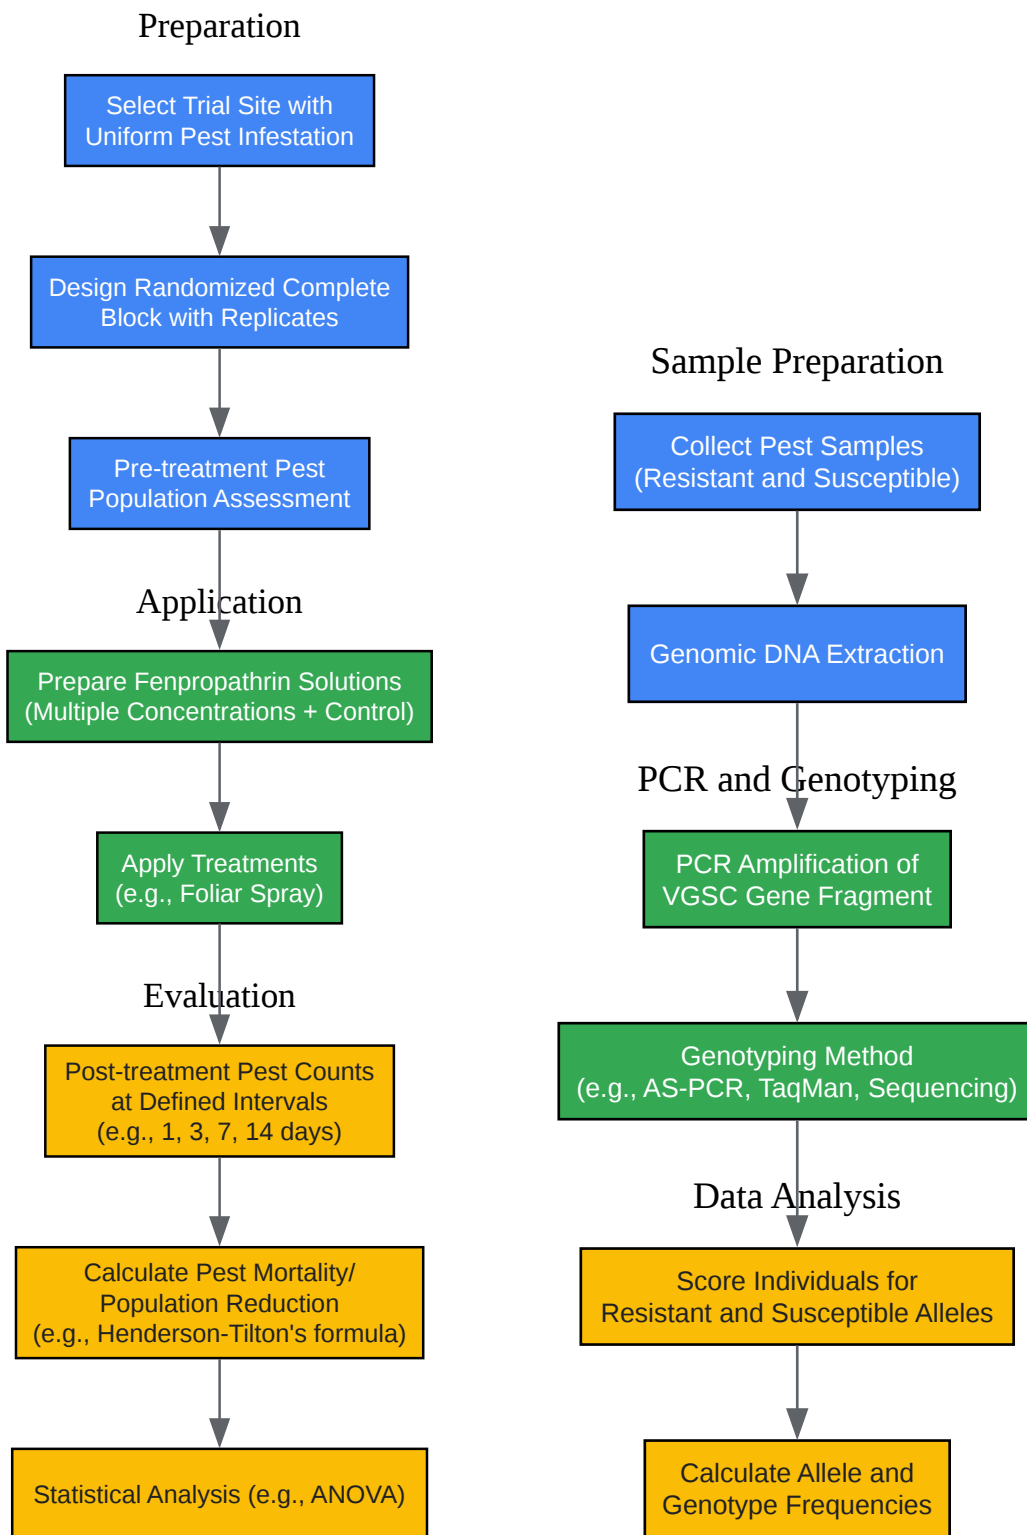 Preparation
Select Trial Site with
Uniform Pest Infestation
Design Randomized Complete
Block with Replicates
Pre-treatment Pest
Population Assessment
Application
Prepare Fenpropathrin Solutions
(Multiple Concentrations + Control)
Apply Treatments
(e.g., Foliar Spray)
Evaluation
Post-treatment Pest Counts
at Defined Intervals
(e.g., 1, 3, 7, 14 days)
Calculate Pest Mortality/
Population Reduction
(e.g., Henderson-Tilton's formula)
Statistical Analysis (e.g., ANOVA)
Sample Preparation
Collect Pest Samples
(Resistant and Susceptible)
Genomic DNA Extraction
PCR and Genotyping
PCR Amplification of
VGSC Gene Fragment
Genotyping Method
(e.g., AS-PCR, TaqMan, Sequencing)
Data Analysis
Score Individuals for
Resistant and Susceptible Alleles
Calculate Allele and
Genotype Frequencies